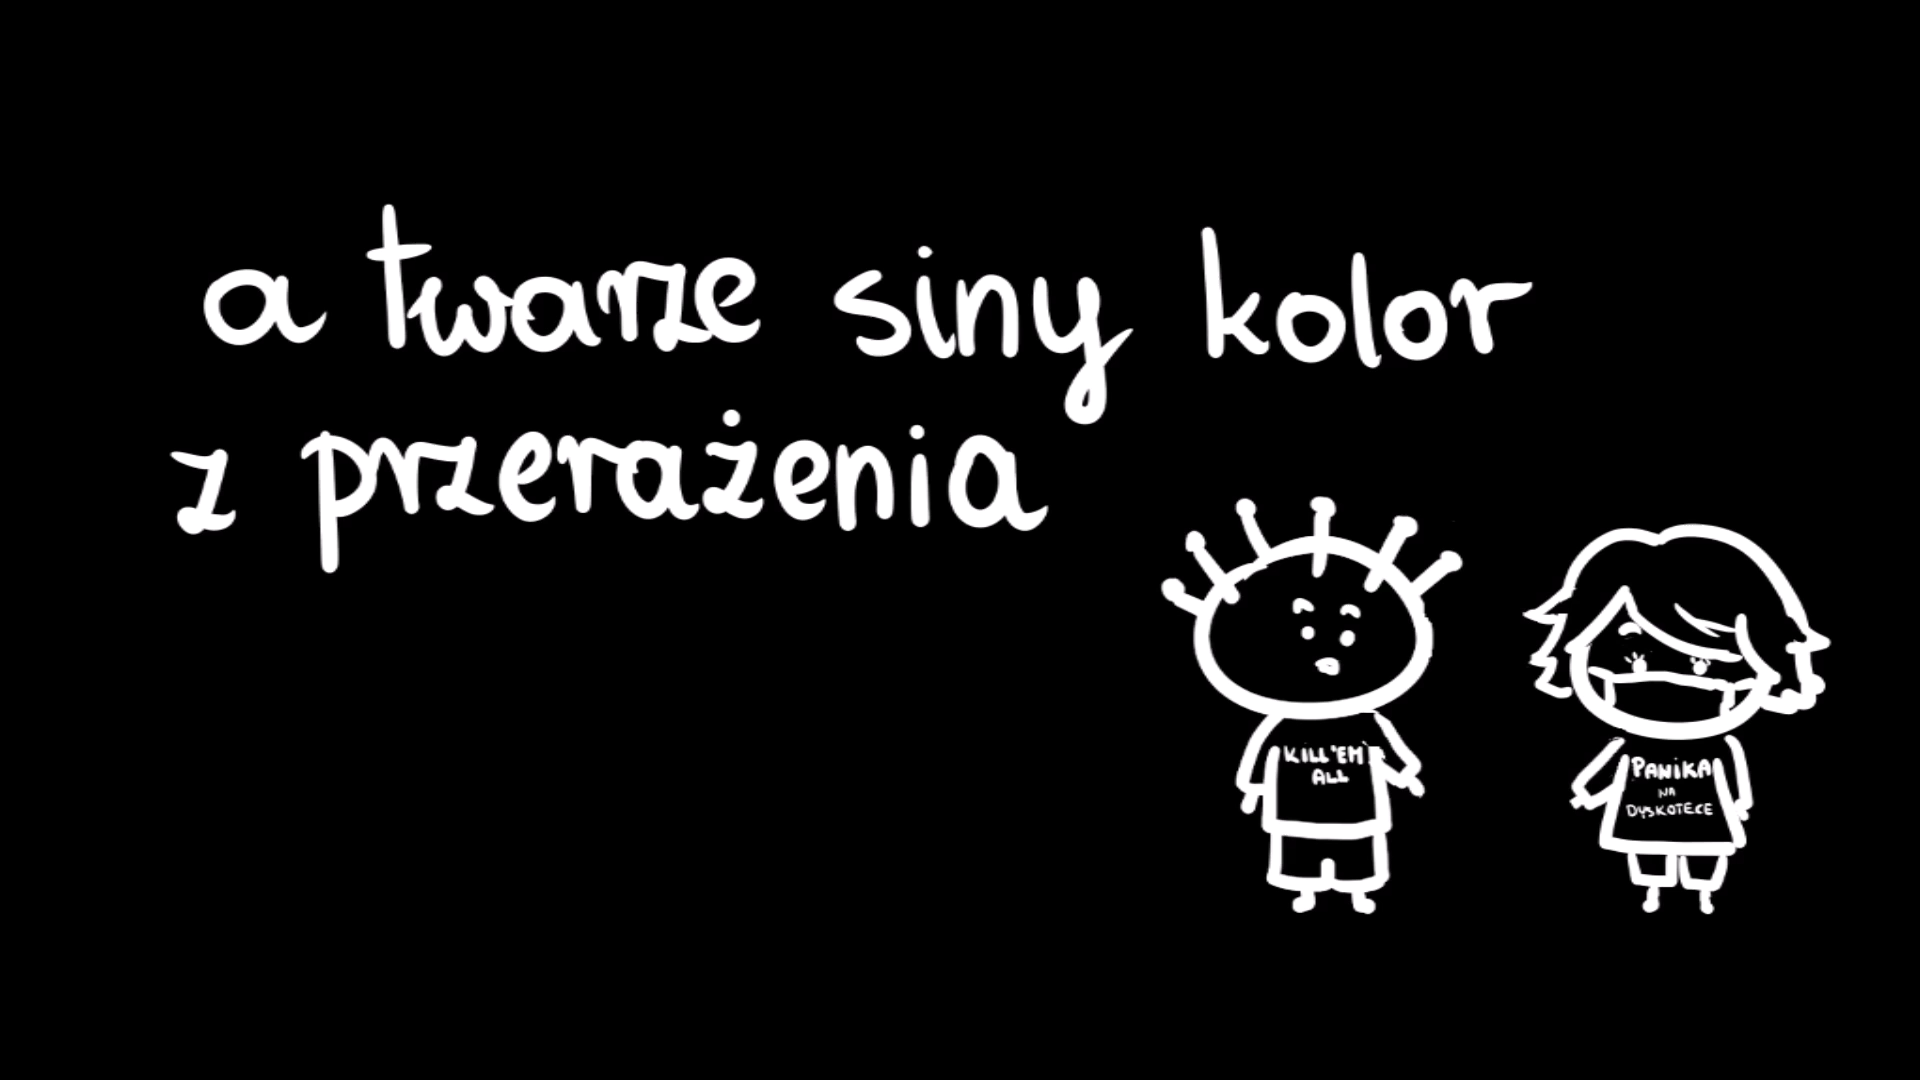 a twarze siny kolor
z przerażenia
KILL 'EM
ALL
PANIKA
NA
DYSKOTECE